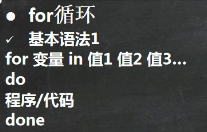 ● for循环
✓ 基本语法1
for 变量 in 值1 值2 值3...
do
程序/代码
done